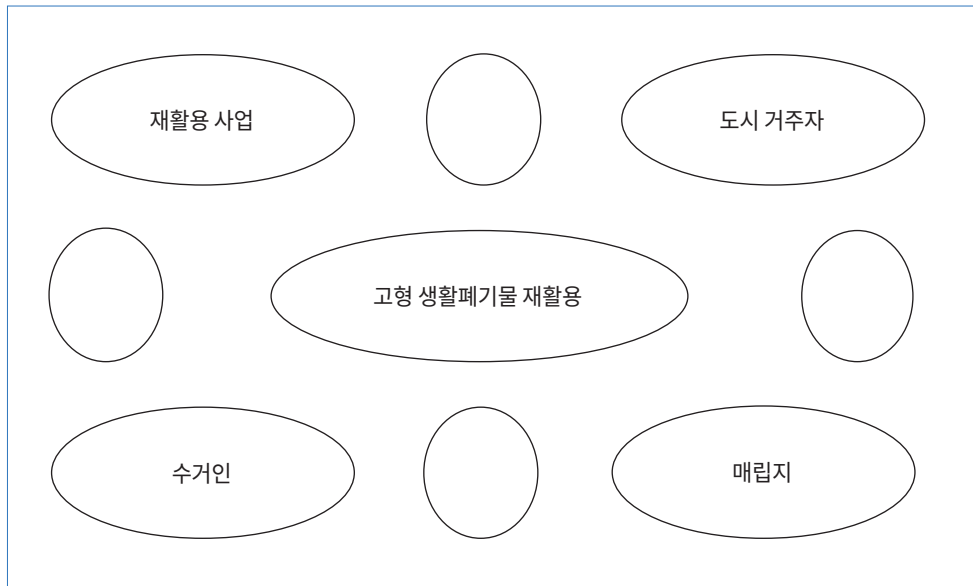 재활용 사업
도시 거주자
고형 생활폐기물 재활용
수거인
매립지